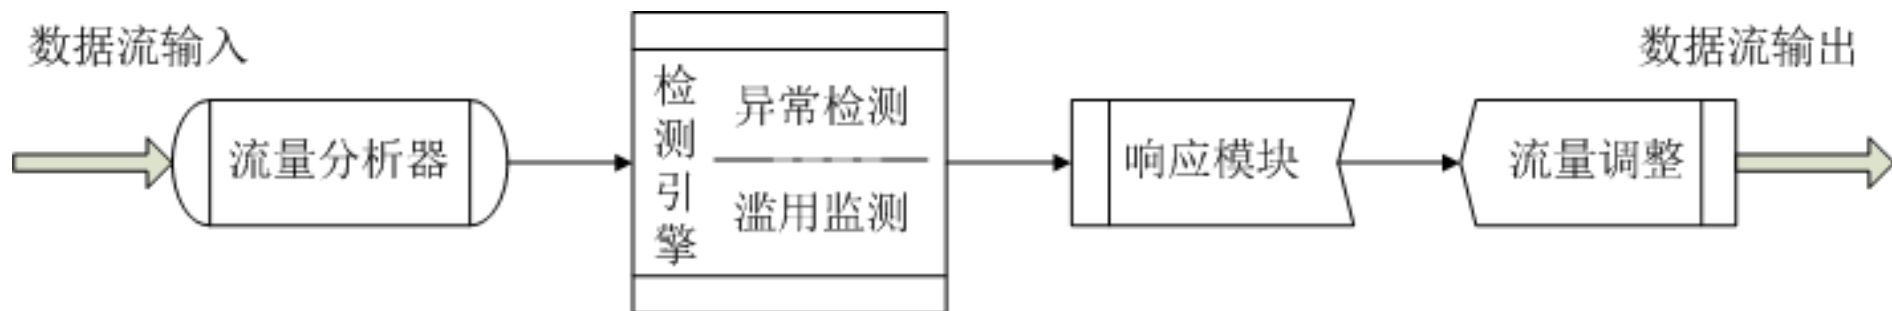 数据流输入
流量分析器
检测引擎
异常检测
滥用监测
响应模块
流量调整
数据流输出